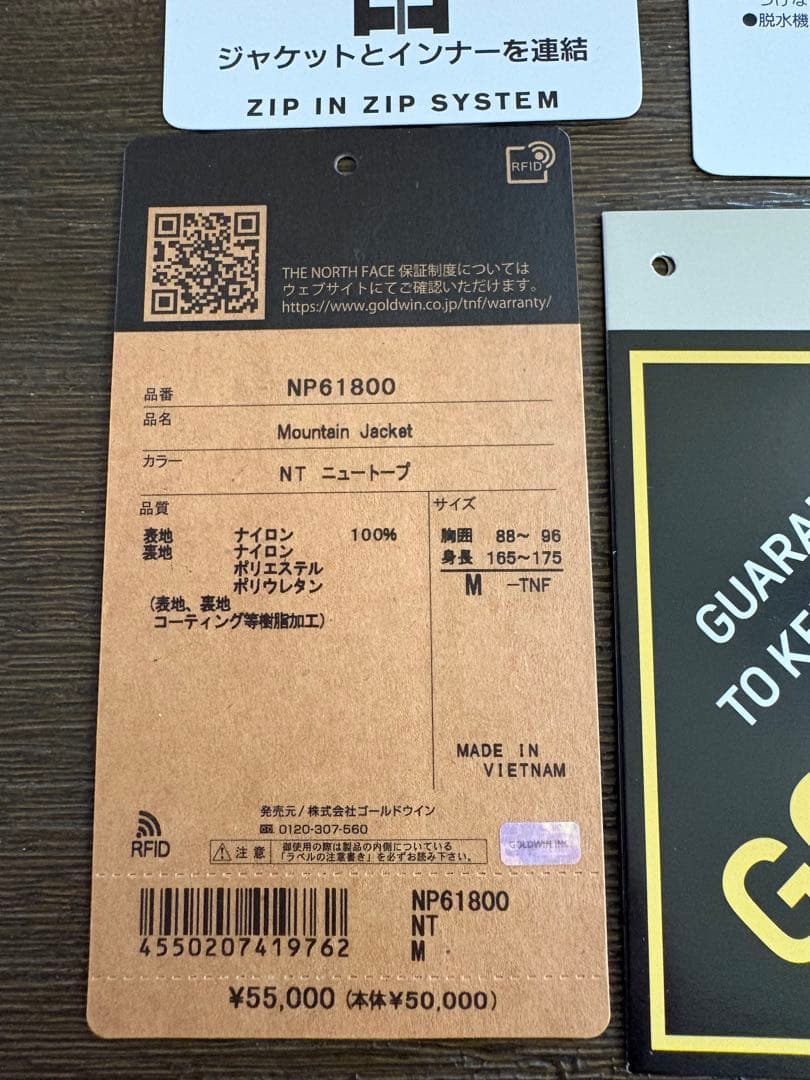 ジャケットとインナーを連結
ZIP IN ZIP SYSTEM
●脱水機
RFID
THE NORTH FACE 保証制度については
ウェブサイトにてご確認いただけます。
https://www.goldwin.co.jp/tnf/warranty/
品番 NP61800
品名 Mountain Jacket
カラー NT ニュートープ
品質
表地 ナイロン 100%
裏地 ナイロン
ポリエステル
ポリウレタン
(表地、裏地
コーティング等樹脂加工)
サイズ
胸囲 88～ 96
身長 165～175
M -TNF
MADE IN
VIETNAM
発売元/株式会社ゴールドウイン
0120-307-560
RFID
注意 御使用の際は製品の内側についている
「ラベルの注意書き」を必ずお読み下さい。
GOLDWIN INC.
4550207419762
NP61800
NT
M
¥55,000 (本体¥50,000)
GUARA
TO KE
GO